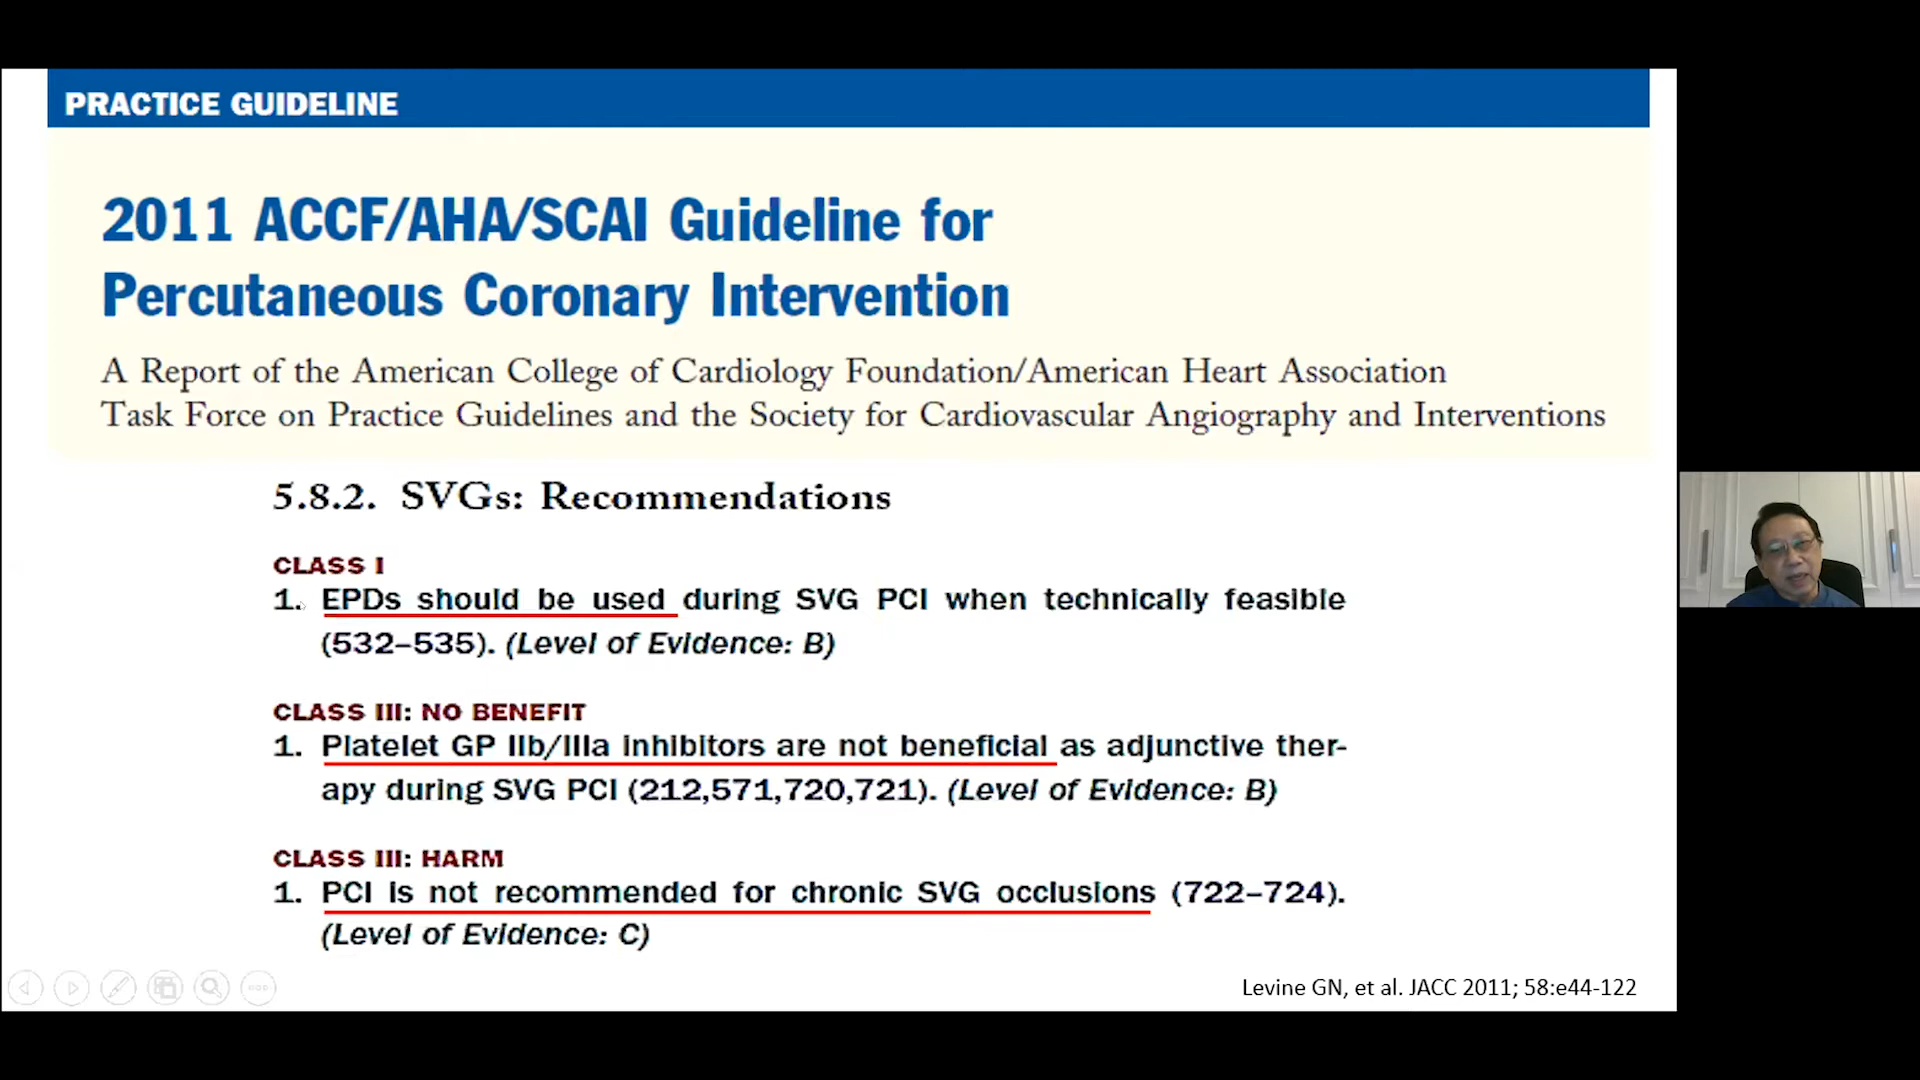 PRACTICE GUIDELINE
2011 ACCF/AHA/SCAI Guideline for
Percutaneous Coronary Intervention
A Report of the American College of Cardiology Foundation/American Heart Association
Task Force on Practice Guidelines and the Society for Cardiovascular Angiography and Interventions
5.8.2. SVGs: Recommendations
CLASS I
1. EPDs should be used during SVG PCI when technically feasible
(532–535). (Level of Evidence: B)
CLASS III: NO BENEFIT
1. Platelet GP IIb/IIIa inhibitors are not beneficial as adjunctive ther-
apy during SVG PCI (212,571,720,721). (Level of Evidence: B)
CLASS III: HARM
1. PCI is not recommended for chronic SVG occlusions (722–724).
(Level of Evidence: C)
Levine GN, et al. JACC 2011; 58:e44-122